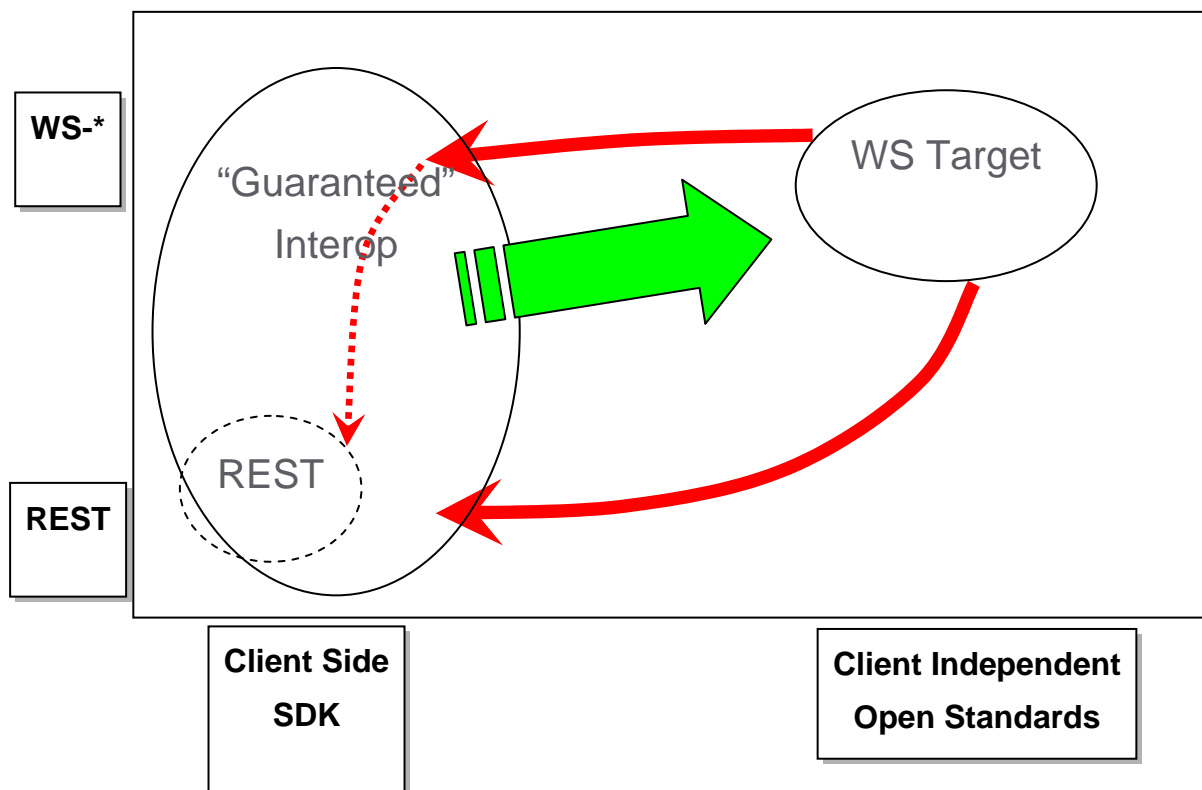 WS-*
“Guaranteed”
Interop
WS Target
REST
REST
Client Side
SDK
Client Independent
Open Standards